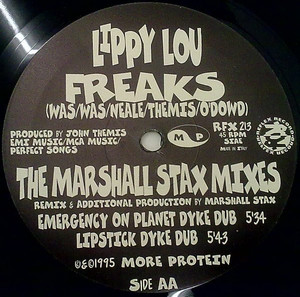 LIPPY LOU
FREAKS
(WAS/WAS/NEALE/THEMIS/O'DOWD)
PRODUCED BY JOHN THEMIS
EMI MUSIC/MCA MUSIC/
PERFECT SONGS
M P
RFX 213
45 RPM
SIAE
MADE IN ITALY
THE MARSHALL STAX MIXES
REMIX & ADDITIONAL PRODUCTION BY MARSHALL STAX
EMERGENCY ON PLANET DYKE DUB 5'34
LIPSTICK DYKE DUB 5'43
℗&©1995 MORE PROTEIN
SIDE AA